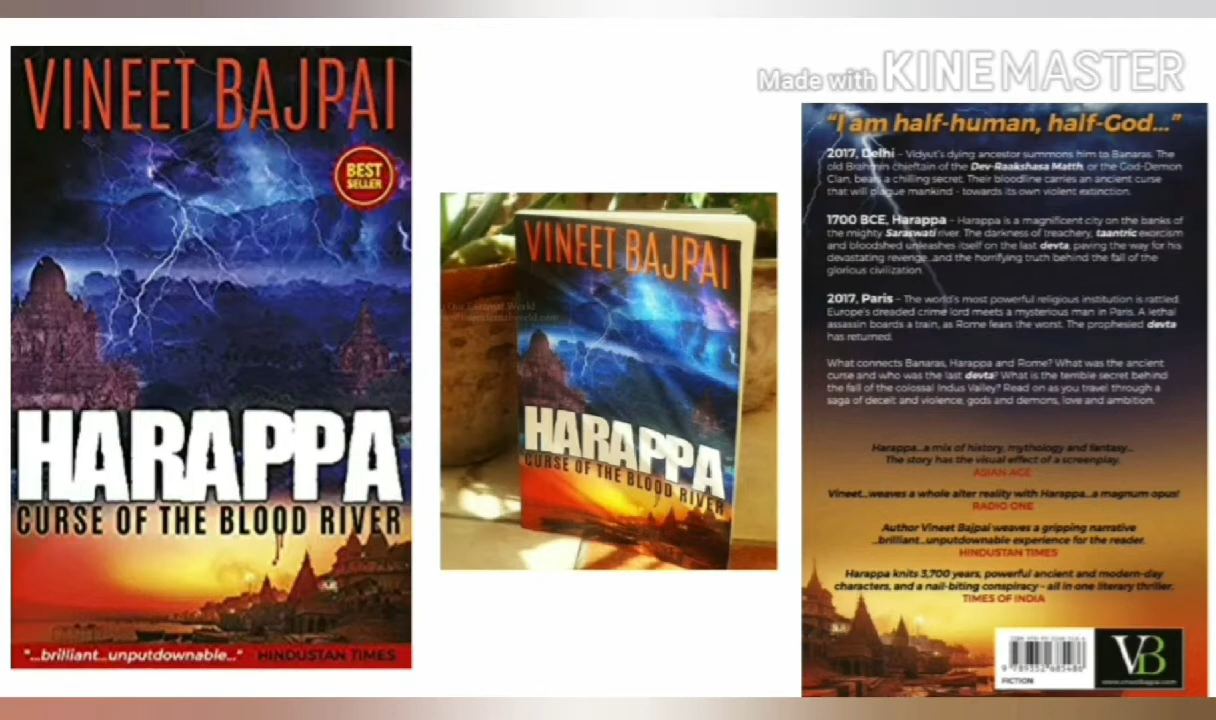 VINEET BAJPAI
BEST
SELLER
HARAPPA
CURSE OF THE BLOOD RIVER
"...brilliant...unputdownable..." HINDUSTAN TIMES
VINEET BAJPAI
Our World
HARAPPA
CURSE OF THE BLOOD RIVER
Made with KINEMASTER
"I am half-human, half-God..."
2017, Delhi - Vidyut's dying ancestor summons him to Banaras. The
old Brahmin chieftain of the Dev-Raakshasa Matth, or the God-Demon
Clan, bears a chilling secret. Their bloodline carries an ancient curse
that will plague mankind - towards its own violent extinction.
1700 BCE, Harappa - Harappa is a magnificent city on the banks of
the mighty Saraswati river. The darkness of treachery, taantric exorcism
and bloodshed unleashes itself on the last devta, paving the way for his
devastating revenge...and the horrifying truth behind the fall of the
glorious civilization.
2017, Paris - The world's most powerful religious institution is rattled.
Europe's dreaded crime lord meets a mysterious man in Paris. A lethal
assassin boards a train, as Rome fears the worst. The prophesied devta
has returned.
What connects Banaras, Harappa and Rome? What was the ancient
curse and who was the last devta? What is the terrible secret behind
the fall of the colossal Indus Valley? Read on as you travel through a
saga of deceit and violence, gods and demons, love and ambition.
Harappa...a mix of history, mythology and fantasy...
The story has the visual effect of a screenplay.
ASIAN AGE
Vineet...weaves a whole alter reality with Harappa...a magnum opus!
RADIO ONE
Author Vineet Bajpai weaves a gripping narrative
...brilliant...unputdownable experience for the reader.
HINDUSTAN TIMES
Harappa knits 3,700 years, powerful ancient and modern-day
characters, and a nail-biting conspiracy - all in one literary thriller.
TIMES OF INDIA
FICTION
VB
www.vineetbajpai.com